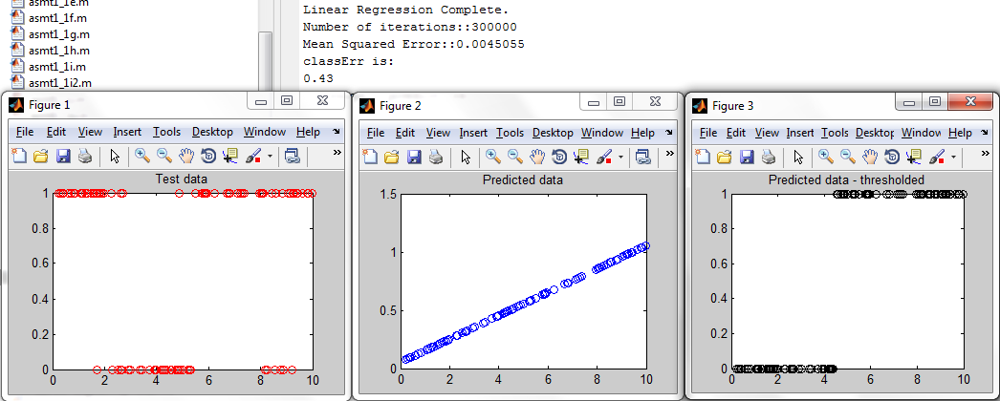 asmt1_1e.m
asmt1_1f.m
asmt1_1g.m
asmt1_1h.m
asmt1_1i.m
asmt1_1i2.m
Linear Regression Complete.
Number of iterations::300000
Mean Squared Error::0.0045055
classErr is:
0.43
Figure 1
File Edit View Insert Tools Desktop Window Help
Test data
1
0.8
0.6
0.4
0.2
0
0 2 4 6 8 10
Figure 2
File Edit View Insert Tools Desktop Window Help
Predicted data
1.5
1
0.5
0
0 2 4 6 8 10
Figure 3
File Edit View Insert Tools Desktop Window Help
Predicted data - thresholded
1
0.8
0.6
0.4
0.2
0
0 2 4 6 8 10